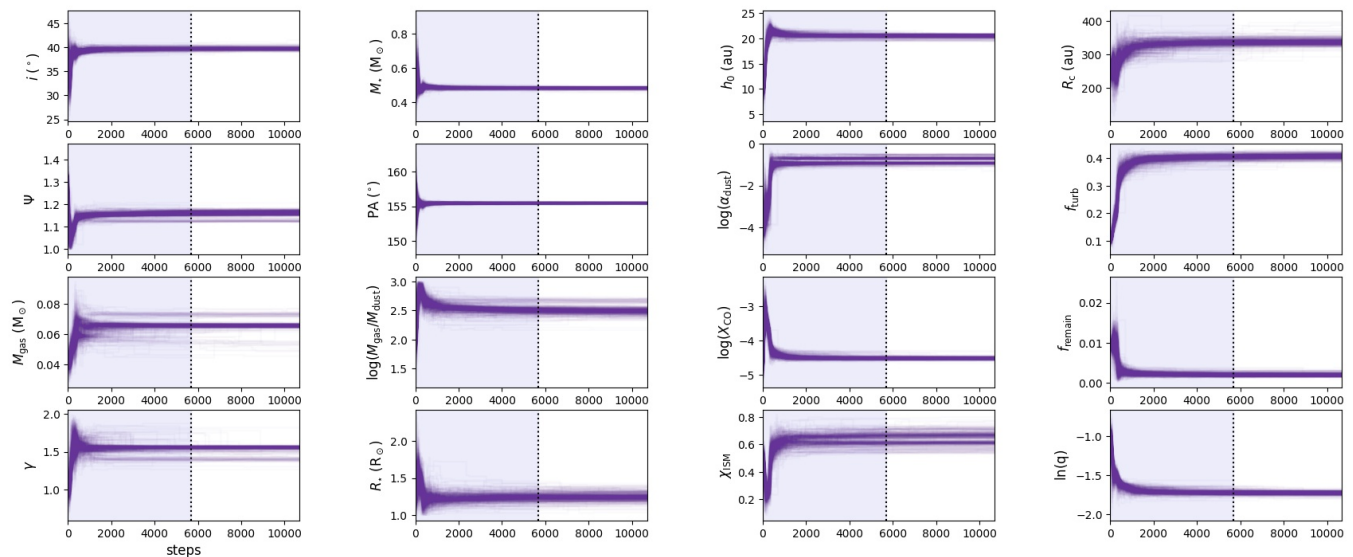 45
40
35
30
25
i (°)
0 2000 4000 6000 8000 10000
0.8
0.6
0.4
M⋆ (M⊙)
0 2000 4000 6000 8000 10000
25
20
15
10
5
h₀ (au)
0 2000 4000 6000 8000 10000
400
300
200
R_c (au)
0 2000 4000 6000 8000 10000
1.4
1.3
1.2
1.1
1.0
Ψ
0 2000 4000 6000 8000 10000
160
155
150
PA (°)
0 2000 4000 6000 8000 10000
0
−2
−4
log(α_dust)
0 2000 4000 6000 8000 10000
0.4
0.3
0.2
0.1
f_turb
0 2000 4000 6000 8000 10000
0.08
0.06
0.04
M_gas (M⊙)
0 2000 4000 6000 8000 10000
3.0
2.5
2.0
1.5
log(M_gas/M_dust)
0 2000 4000 6000 8000 10000
−3
−4
−5
log(X_CO)
0 2000 4000 6000 8000 10000
0.02
0.01
0.00
f_remain
0 2000 4000 6000 8000 10000
2.0
1.5
1.0
γ
0 2000 4000 6000 8000 10000
steps
2.0
1.5
1.0
R⋆ (R⊙)
0 2000 4000 6000 8000 10000
0.8
0.6
0.4
0.2
χ_ISM
0 2000 4000 6000 8000 10000
−1.0
−1.5
−2.0
ln(q)
0 2000 4000 6000 8000 10000